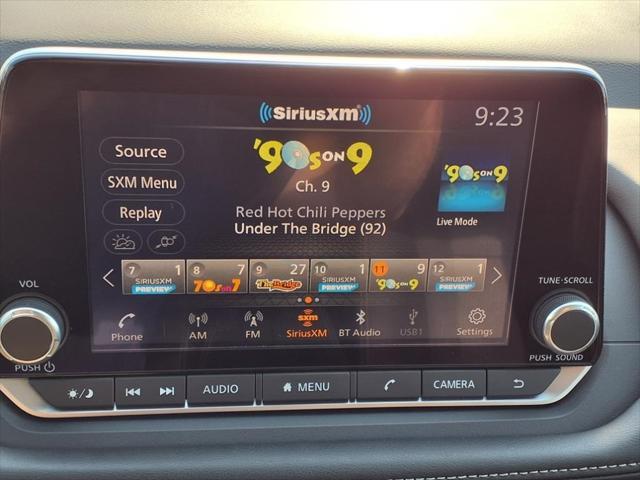 SiriusXM
9:23
Source
'90s ON 9
SXM Menu
Ch. 9
'90s ON 9
Replay
Red Hot Chili Peppers
Under The Bridge (92)
Live Mode
7 1 SIRIUSXM PREVIEW
8 7 70s on 7
9 27 The Bridge
10 1 SIRIUSXM PREVIEW
11 9 '90s ON 9
12 1 SIRIUSXM PREVIEW
Phone
AM
FM
sxm SiriusXM
BT Audio
USB1
Settings
VOL
PUSH
TUNE·SCROLL
PUSH SOUND
AUDIO
MENU
CAMERA